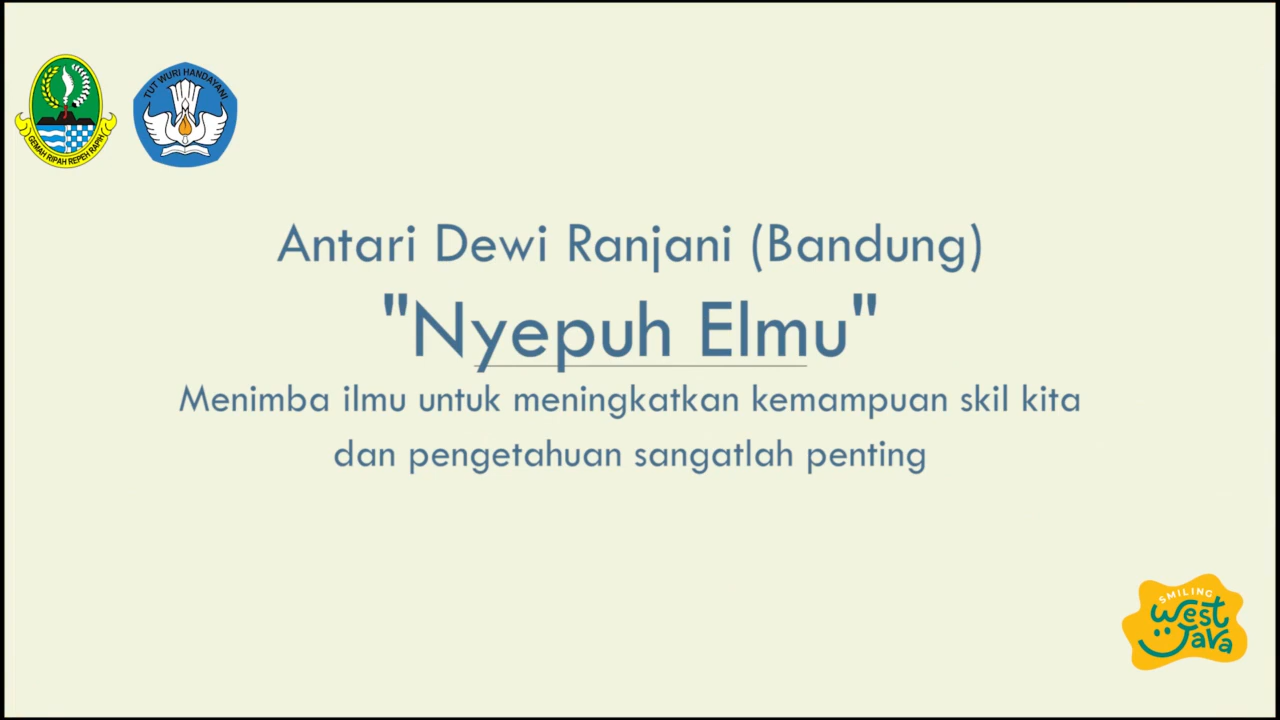 GEMAH RIPAH REPEH RAPIH
TUT WURI HANDAYANI
Antari Dewi Ranjani (Bandung)
"Nyepuh Elmu"
Menimba ilmu untuk meningkatkan kemampuan skil kita
dan pengetahuan sangatlah penting
SMILING
West
Java